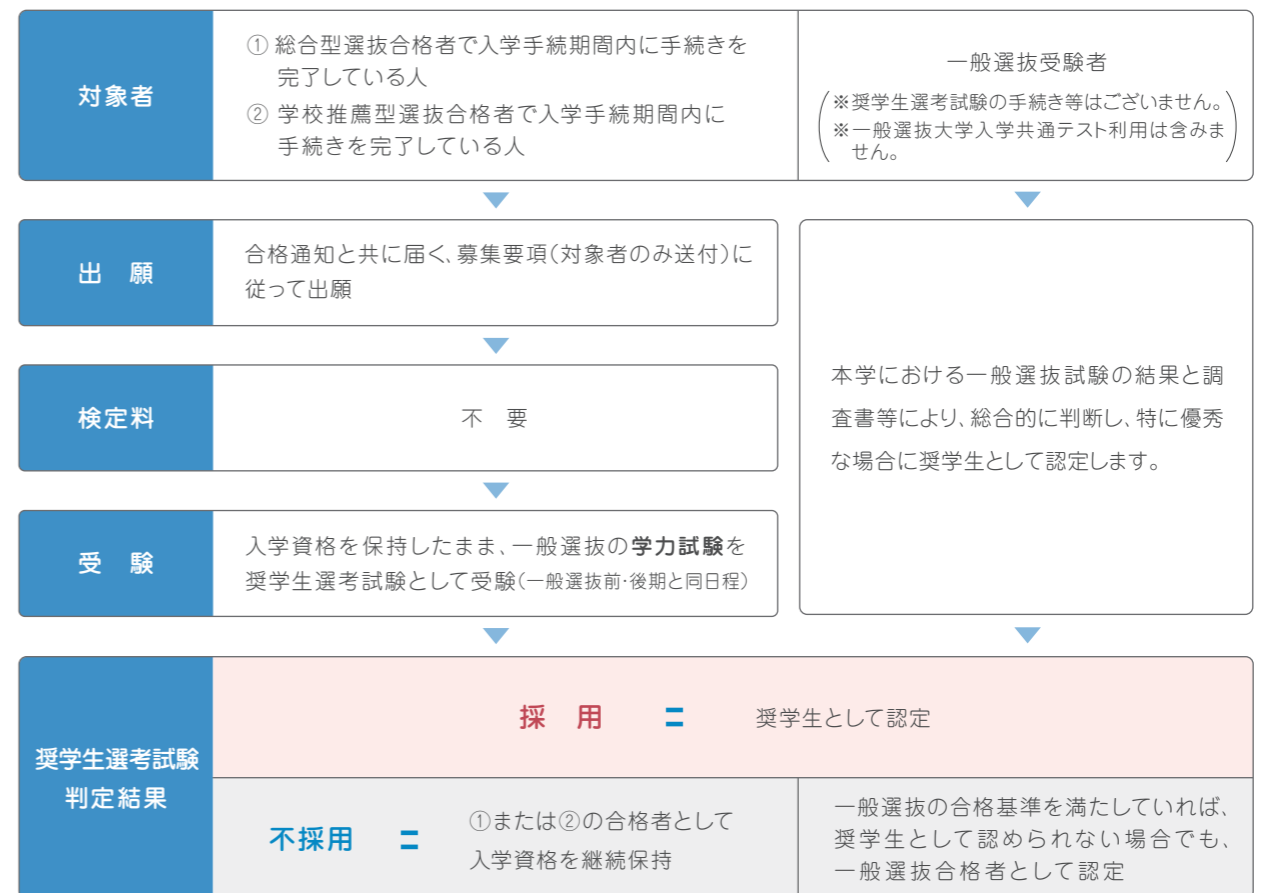 対象者
① 総合型選抜合格者で入学手続期間内に手続きを
完了している人
② 学校推薦型選抜合格者で入学手続期間内に
手続きを完了している人
一般選抜受験者
※奨学生選考試験の手続き等はございません。
※一般選抜大学入学共通テスト利用は含みま
せん。
出　願
合格通知と共に届く、募集要項(対象者のみ送付)に
従って出願
検定料
不　要
受　験
入学資格を保持したまま、一般選抜の学力試験を
奨学生選考試験として受験(一般選抜前・後期と同日程)
本学における一般選抜試験の結果と調
査書等により、総合的に判断し、特に優秀
な場合に奨学生として認定します。
奨学生選考試験
判定結果
採　用　=　奨学生として認定
不採用　=　①または②の合格者として
入学資格を継続保持
一般選抜の合格基準を満たしていれば、
奨学生として認められない場合でも、
一般選抜合格者として認定